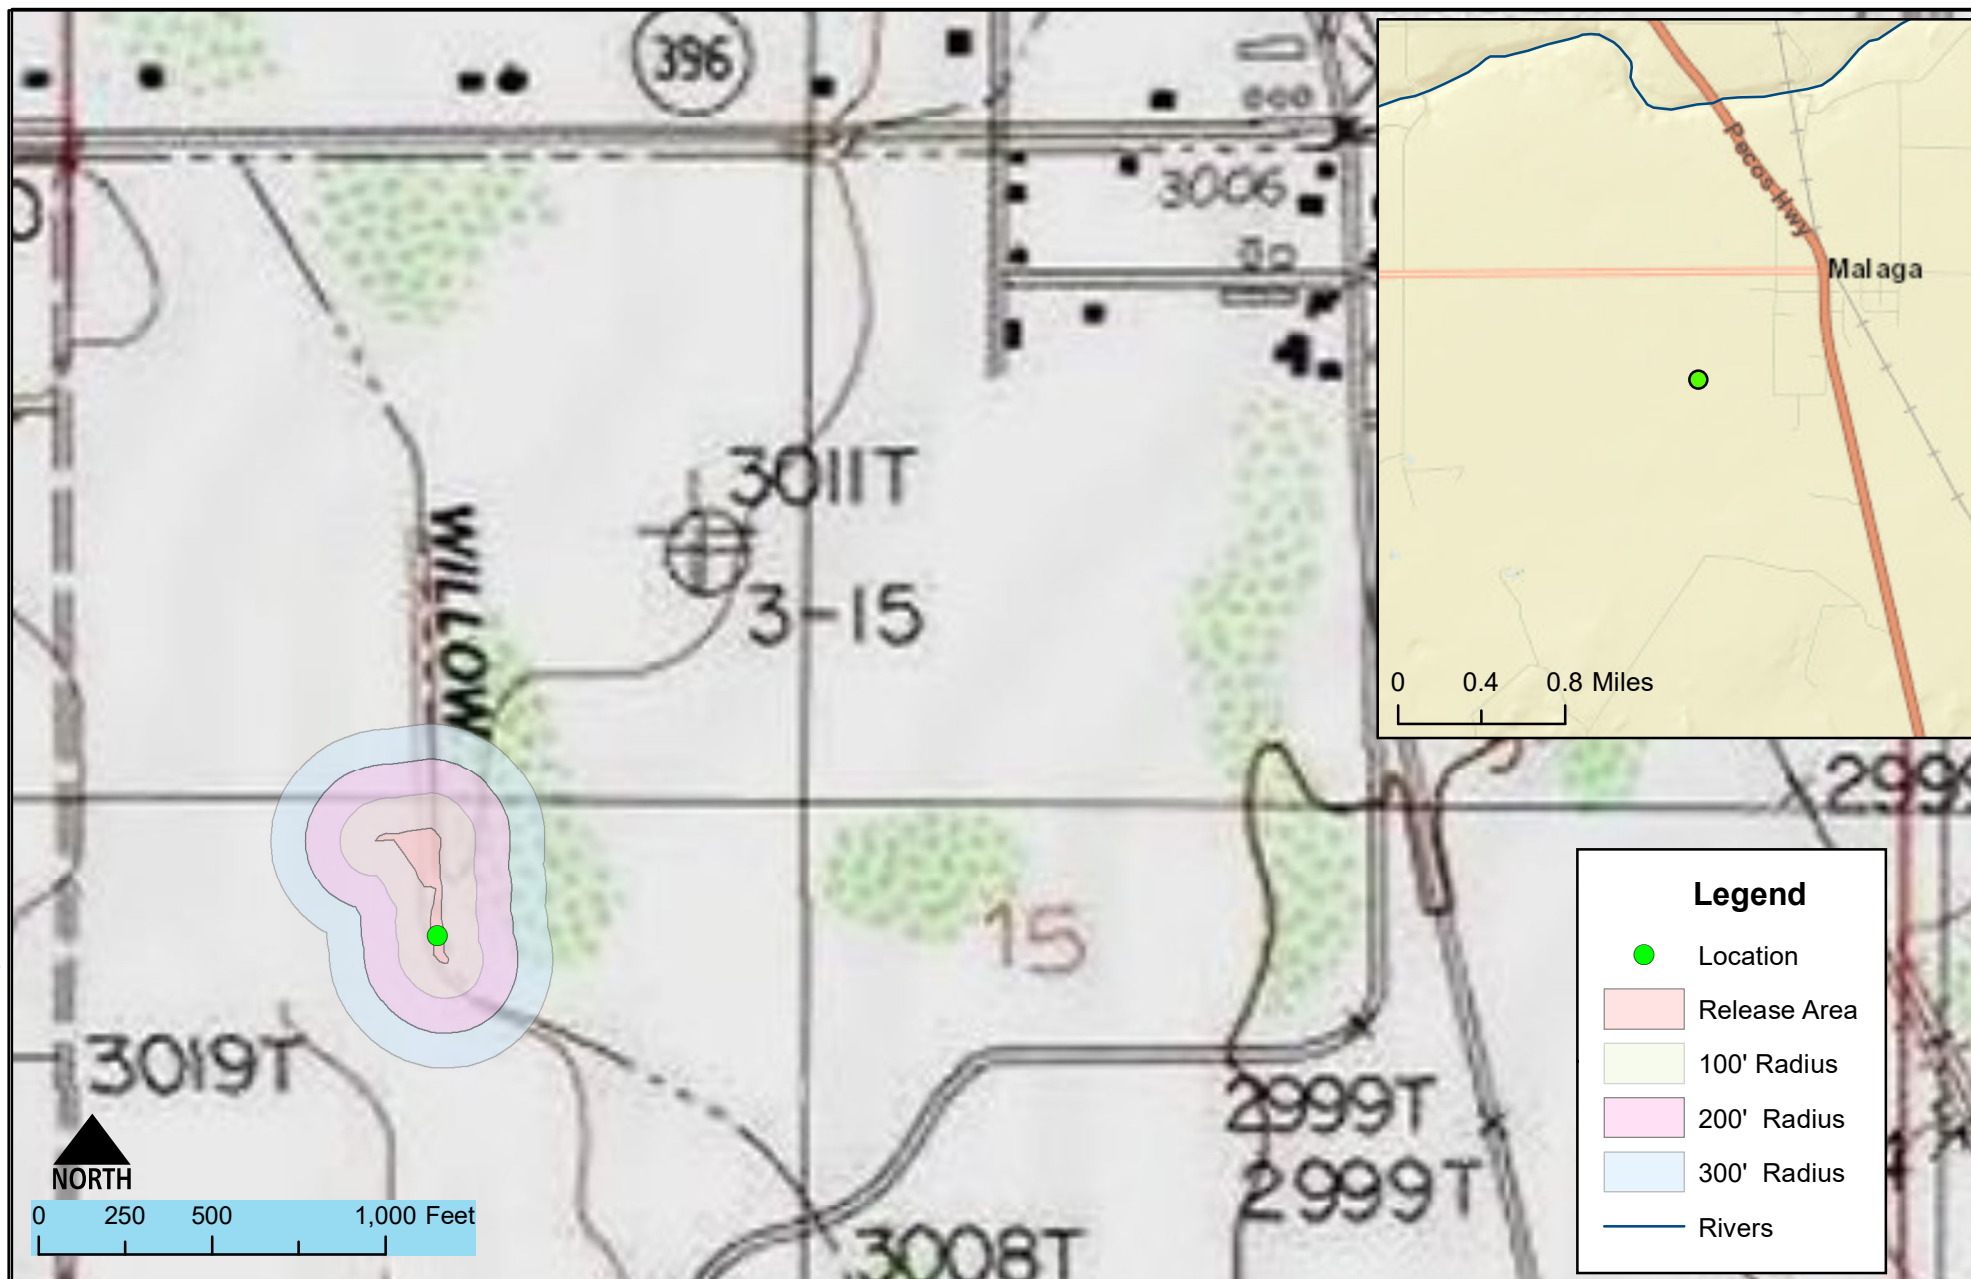 396
3006
Pecos Hwy
Malaga
3011T
3-15
WILLOW
0 0.4 0.8 Miles
15
3019T
2999T
2999T
3008T
NORTH
0 250 500 1,000 Feet
Legend
Location
Release Area
100' Radius
200' Radius
300' Radius
Rivers